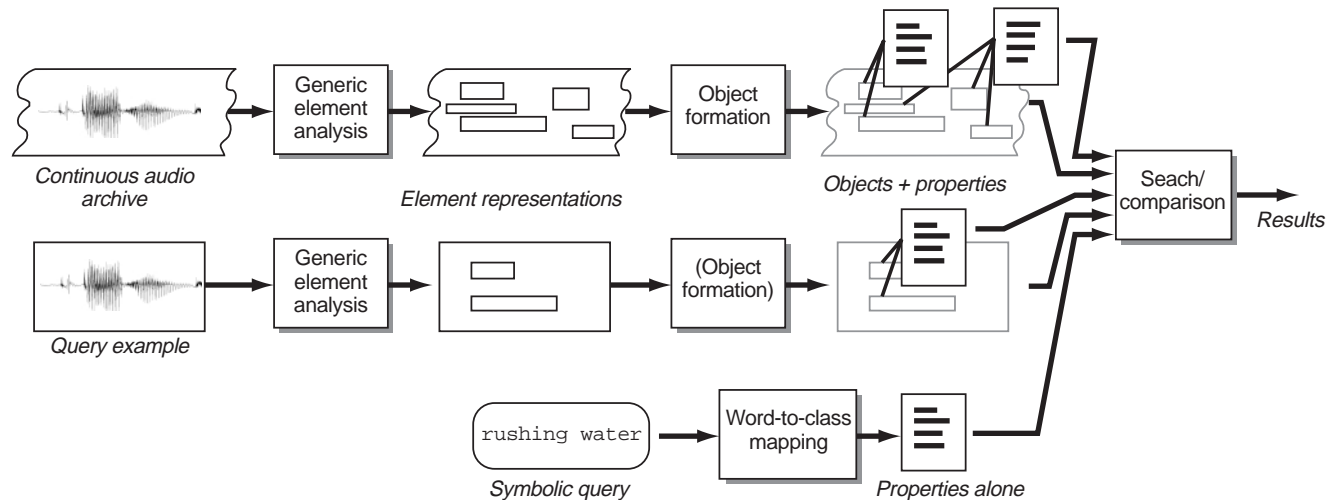 Generic
element
analysis
Object
formation
Seach/
comparison
Continuous audio
archive
Element representations
Objects + properties
Results
Generic
element
analysis
(Object
formation)
Query example
rushing water
Word-to-class
mapping
Symbolic query
Properties alone